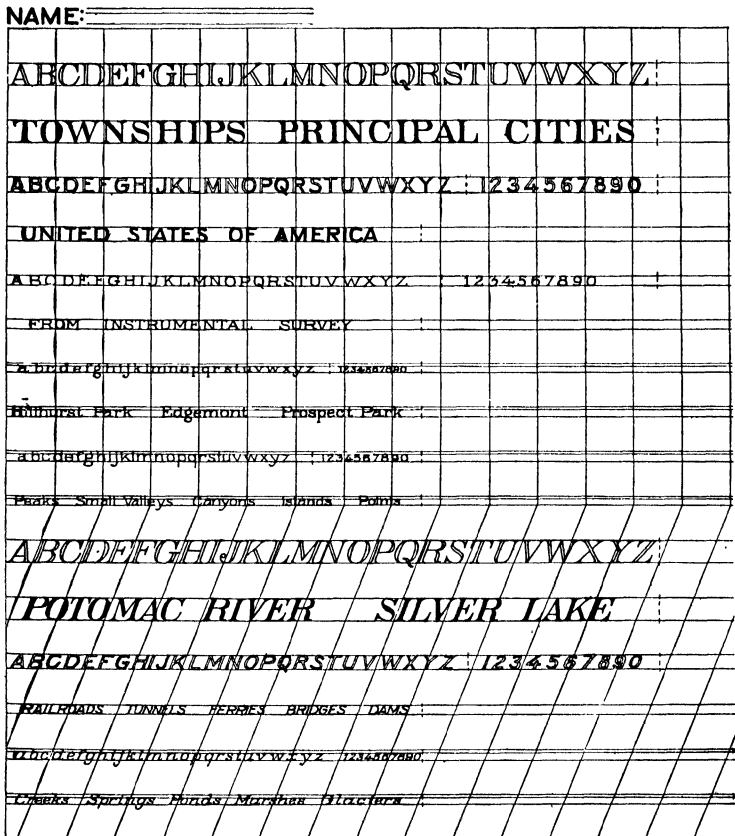 NAME:
ABCDEFGHIJKLMNOPQRSTUVWXYZ
TOWNSHIPS PRINCIPAL CITIES
ABCDEFGHIJKLMNOPQRSTUVWXYZ 1234567890
UNITED STATES OF AMERICA
ABCDEFGHIJKLMNOPQRSTUVWXYZ 1234567890
FROM INSTRUMENTAL SURVEY
abcdefghijklmnopqrstuvwxyz 1234567890
Hillhurst Park Edgemont Prospect Park
abcdefghijklmnopqrstuvwxyz 1234567890
Peaks Small Valleys Canyons Islands Points
ABCDEFGHIJKLMNOPQRSTUVWXYZ
POTOMAC RIVER SILVER LAKE
ABCDEFGHIJKLMNOPQRSTUVWXYZ 1234567890
RAILROADS TUNNELS FERRIES BRIDGES DAMS
abcdefghijklmnopqrstuvwxyz 1234567890
Creeks Springs Ponds Marshes Glaciers